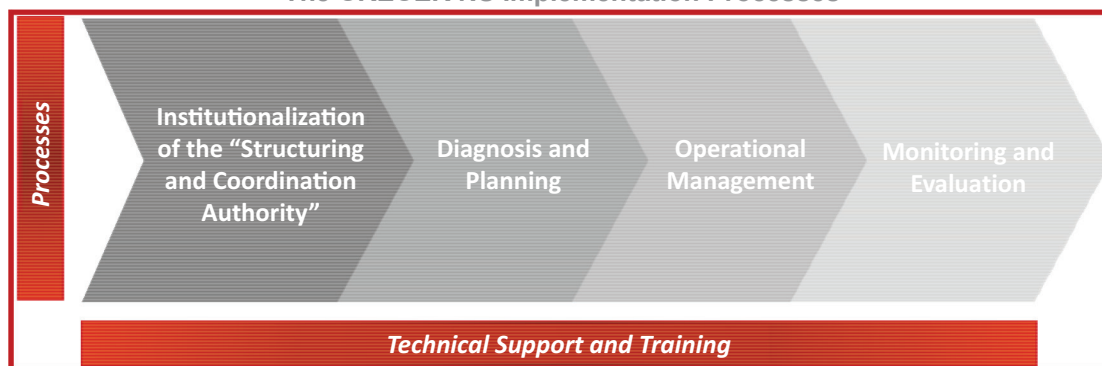 Processes
Institutionalization
of the “Structuring
and Coordination
Authority”
Diagnosis and
Planning
Operational
Management
Monitoring and
Evaluation
Technical Support and Training